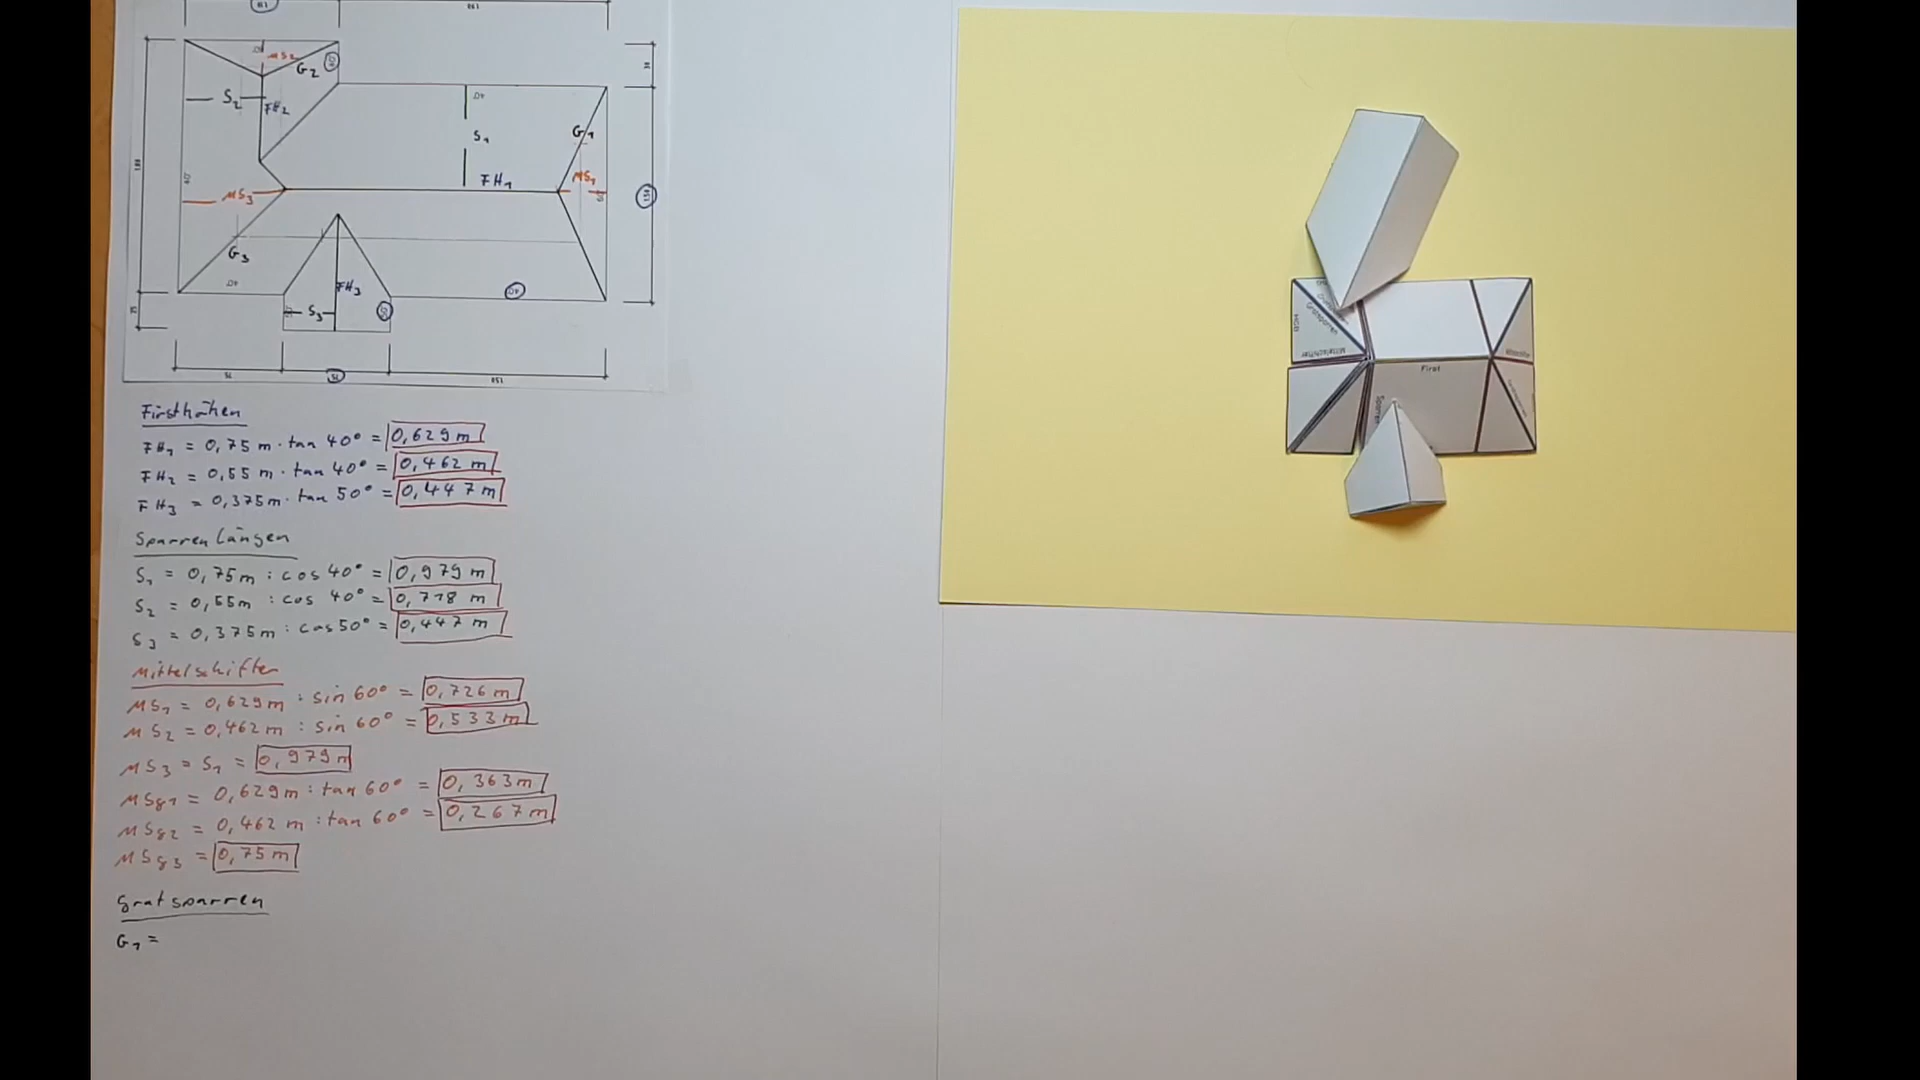 MS2
G2
S2
FH2
S1
G1
FH1
MS1
MS3
G3
FH3
S3
Firsthöhen
FH1 = 0,75 m · tan 40° = 0,629 m
FH2 = 0,55 m · tan 40° = 0,462 m
FH3 = 0,375 m · tan 50° = 0,447 m
Sparrenlängen
S1 = 0,75 m : cos 40° = 0,979 m
S2 = 0,55 m : cos 40° = 0,718 m
S3 = 0,375 m : cos 50° = 0,447 m
Mittelschifter
MS1 = 0,629 m : sin 60° = 0,726 m
MS2 = 0,462 m : sin 60° = 0,533 m
MS3 = S1 = 0,979 m
MSg1 = 0,629 m : tan 60° = 0,363 m
MSg2 = 0,462 m : tan 60° = 0,267 m
MSg3 = 0,75 m
Gratsparren
G1 =
Gratsparren
HGB
Mittelschifter
First
Sparren